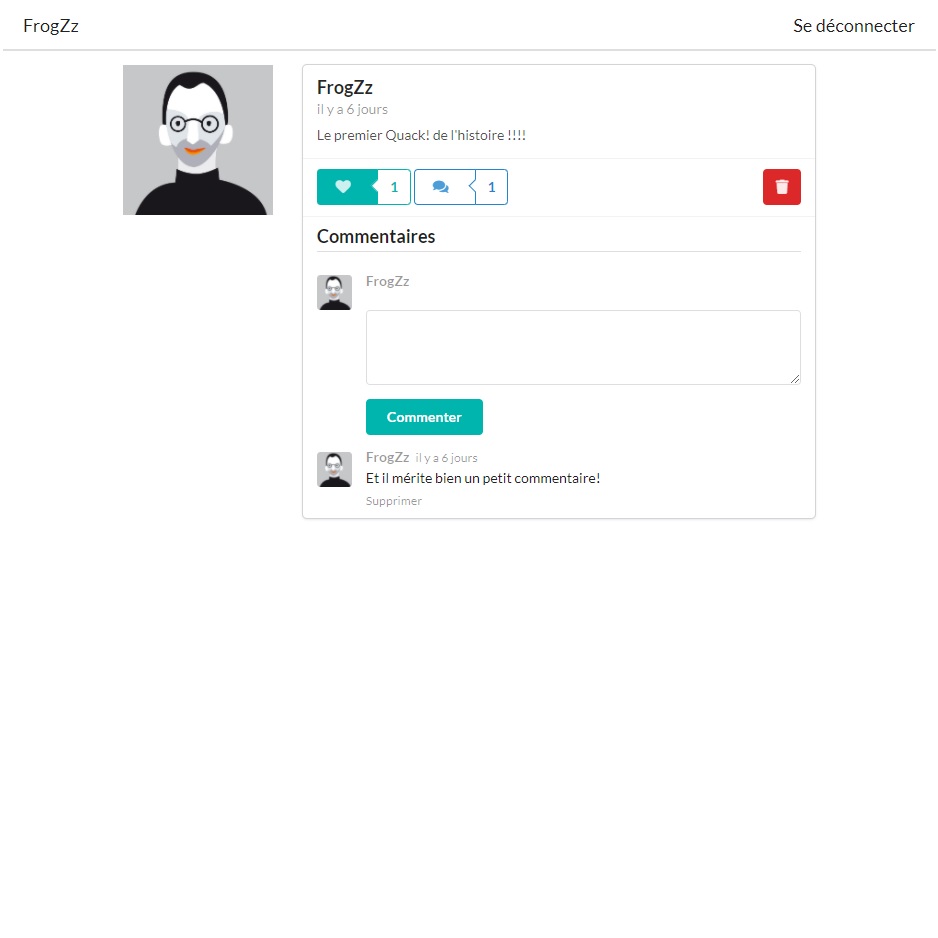 FrogZz
Se déconnecter
FrogZz
il y a 6 jours
Le premier Quack! de l'histoire !!!!
1
1
Commentaires
FrogZz
Commenter
FrogZz il y a 6 jours
Et il mérite bien un petit commentaire!
Supprimer